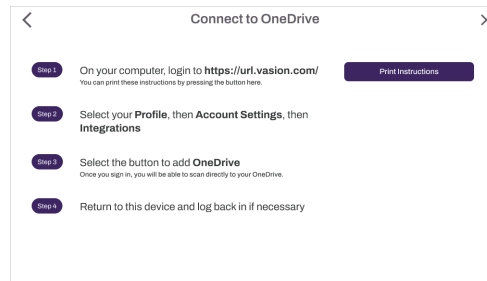 Connect to OneDrive
Step 1
On your computer, login to https://url.vasion.com/
You can print these instructions by pressing the button here.
Print Instructions
Step 2
Select your Profile, then Account Settings, then
Integrations
Step 3
Select the button to add OneDrive
Once you sign in, you will be able to scan directly to your OneDrive.
Step 4
Return to this device and log back in if necessary